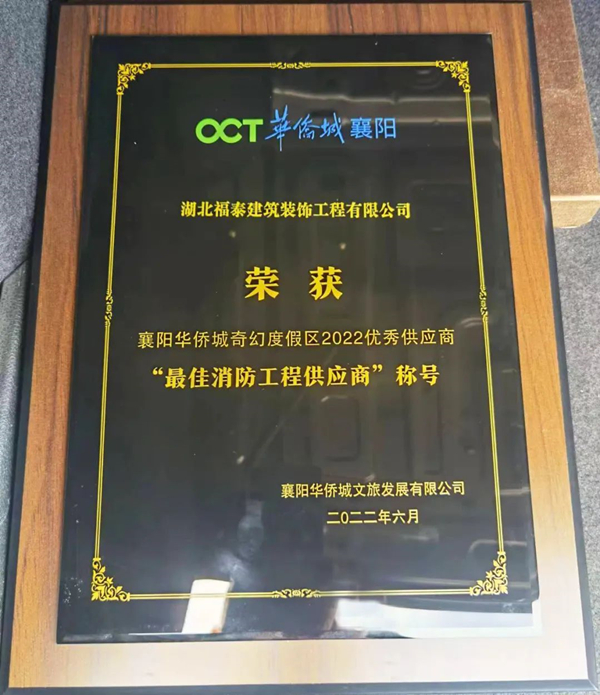 OCT 華僑城 襄阳
湖北福泰建筑装饰工程有限公司
荣 获
襄阳华侨城奇幻度假区2022优秀供应商
“最佳消防工程供应商”称号
襄阳华侨城文旅发展有限公司
二〇二二年六月